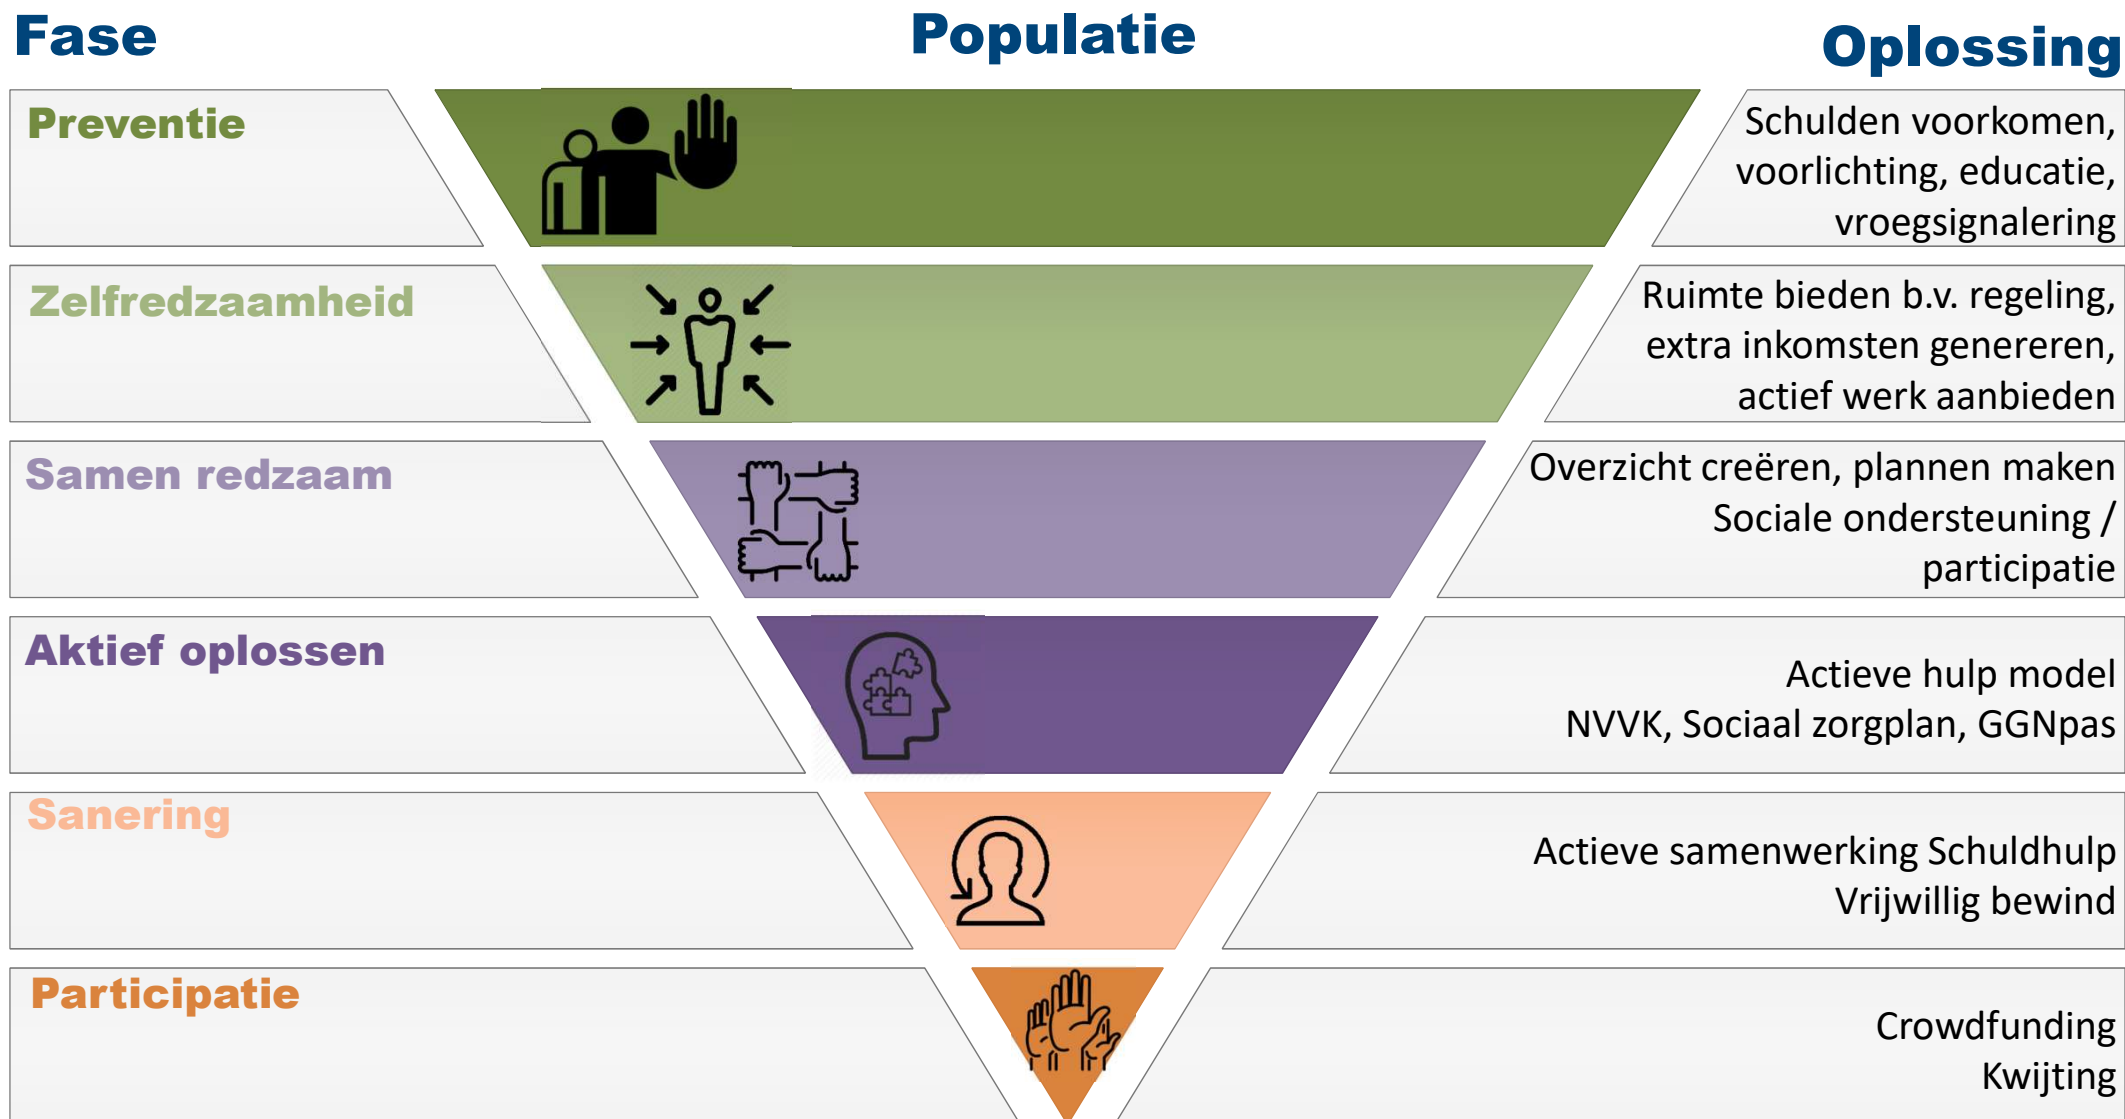 Fase
Populatie
Oplossing
Preventie
Schulden voorkomen,
voorlichting, educatie,
vroegsignalering
Zelfredzaamheid
Ruimte bieden b.v. regeling,
extra inkomsten genereren,
actief werk aanbieden
Samen redzaam
Overzicht creëren, plannen maken
Sociale ondersteuning /
participatie
Aktief oplossen
Actieve hulp model
NVVK, Sociaal zorgplan, GGNpas
Sanering
Actieve samenwerking Schuldhulp
Vrijwillig bewind
Participatie
Crowdfunding
Kwijting